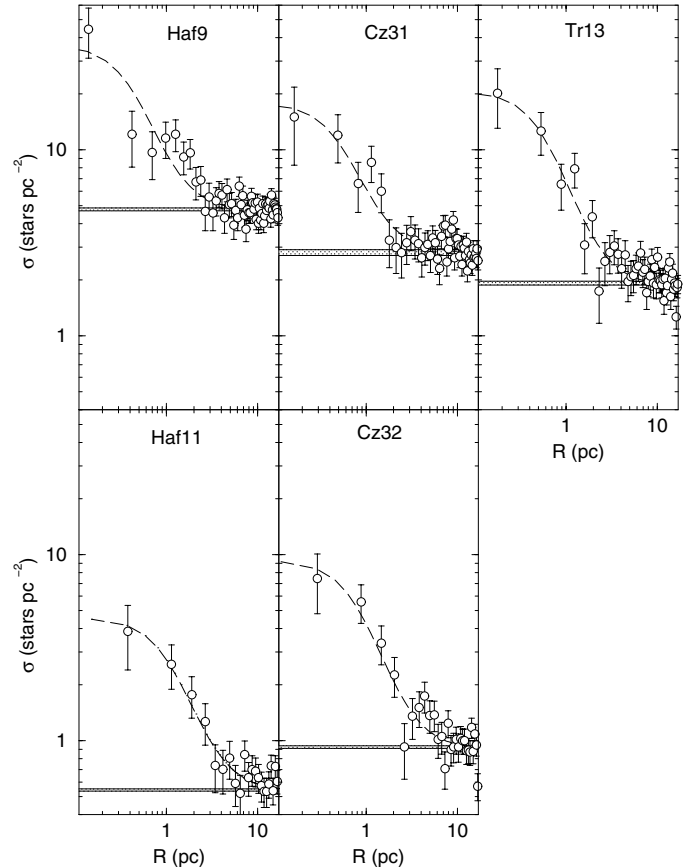 Haf9
Cz31
Tr13
10
1
σ (stars pc⁻²)
1
10
R (pc)
Haf11
Cz32
10
1
σ (stars pc⁻²)
1
10
1
10
R (pc)
R (pc)